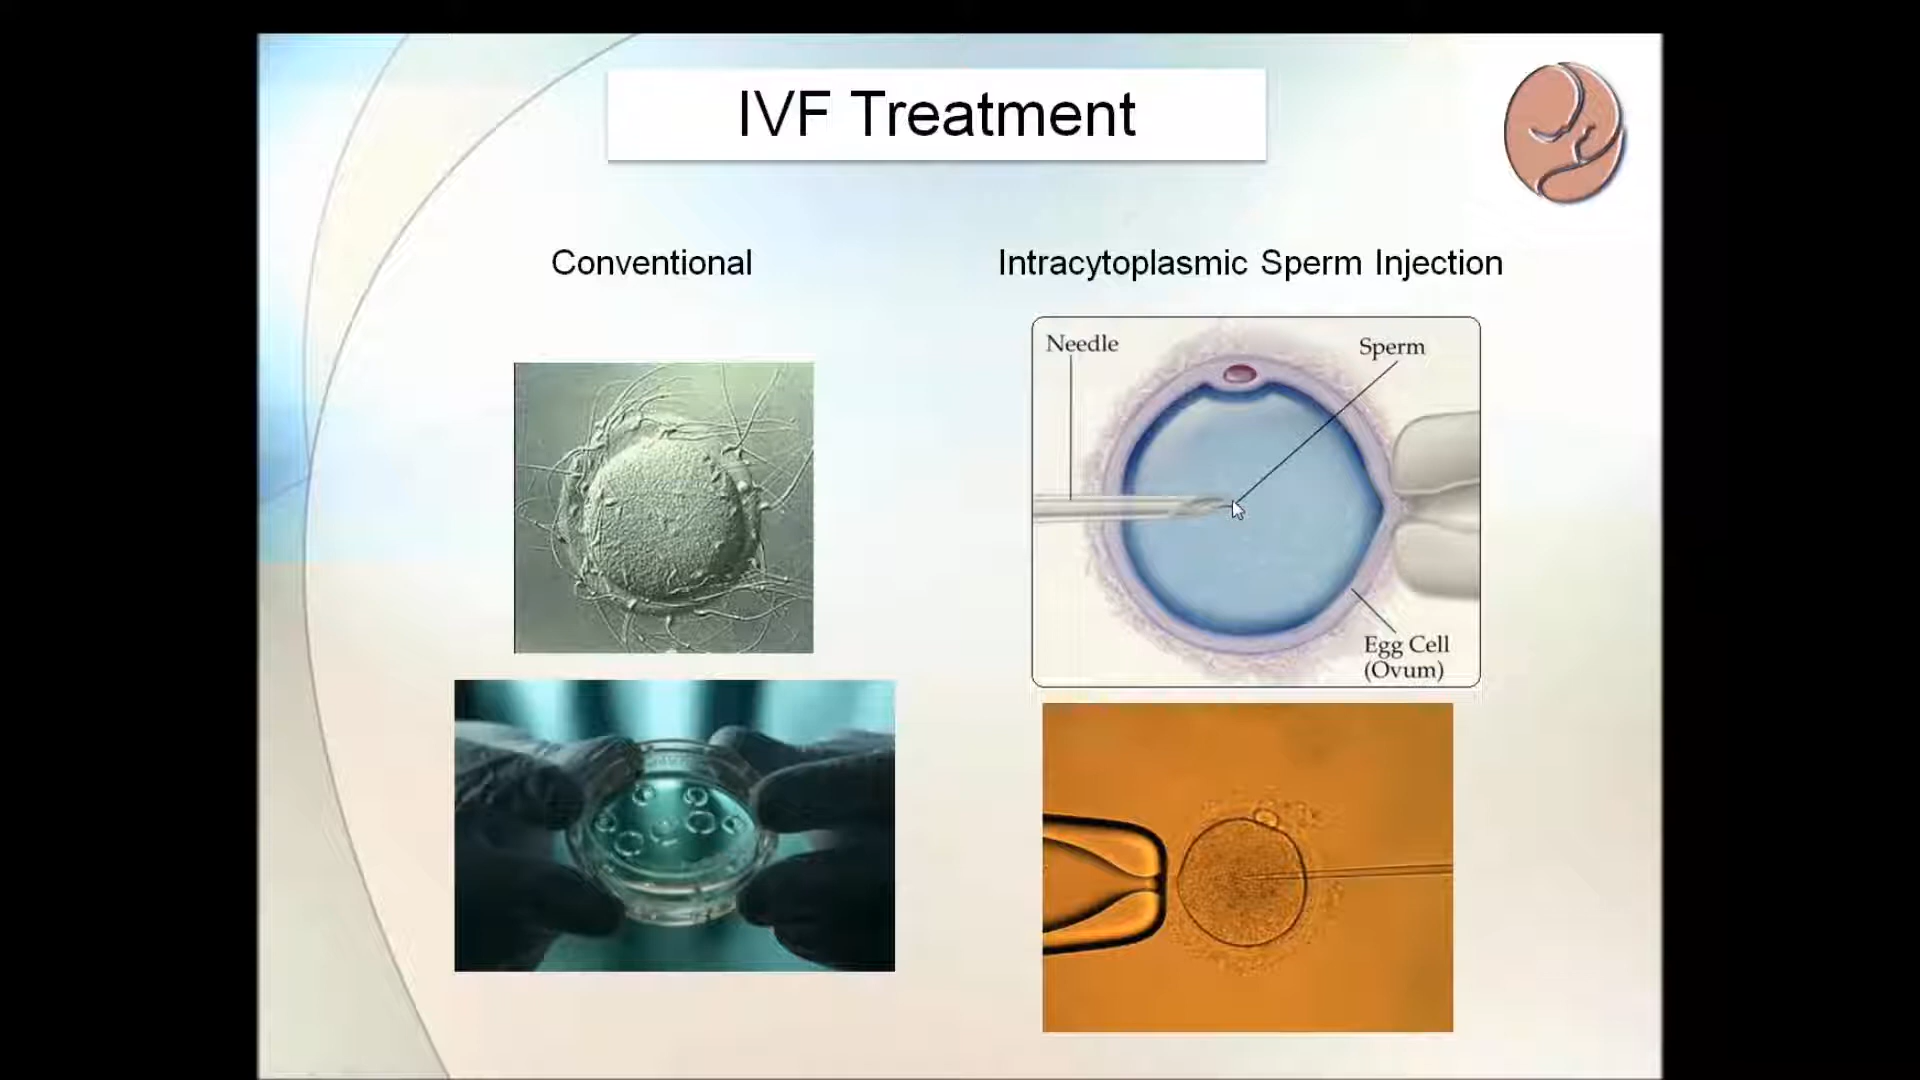 IVF Treatment
Conventional
Intracytoplasmic Sperm Injection
Needle
Sperm
Egg Cell
(Ovum)